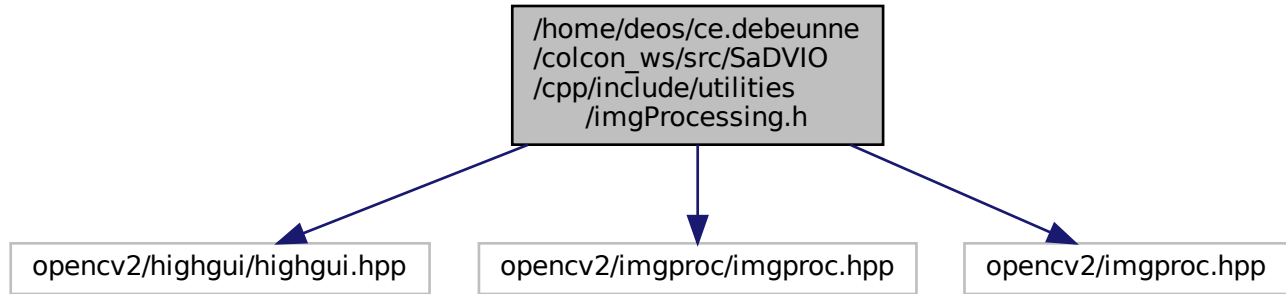 /home/deos/ce.debeunne
/colcon_ws/src/SaDVIO
/cpp/include/utilities
/imgProcessing.h
opencv2/highgui/highgui.hpp
opencv2/imgproc/imgproc.hpp
opencv2/imgproc.hpp